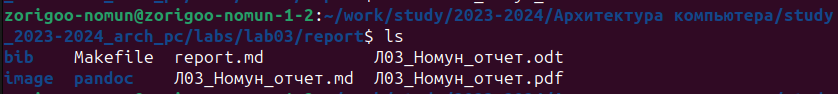 zorigoo-nomun@zorigoo-nomun-1-2:~/work/study/2023-2024/Архитектура компьютера/study
_2023-2024_arch_pc/labs/lab03/report$ ls
bib Makefile report.md Л03_Номун_отчет.odt
image pandoc Л03_Номун_отчет.md Л03_Номун_отчет.pdf